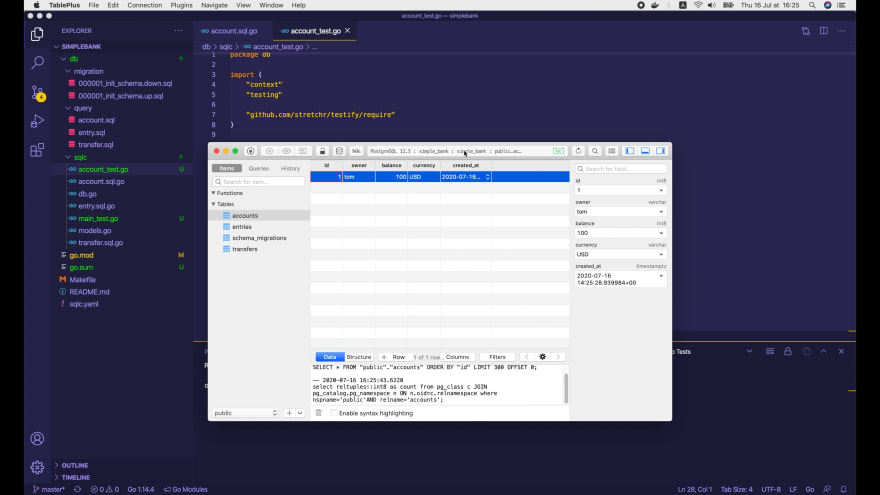 TablePlus File Edit Connection Plugins Navigate View Window Help
Thu 16 Jul at 16:25
account_test.go — simplebank
EXPLORER
account.sql.go
account_test.go
SIMPLEBANK
db > sqlc > account_test.go > ...
db
migration
000001_init_schema.down.sql
000001_init_schema.up.sql
query
account.sql
entry.sql
transfer.sql
sqlc
account_test.go U
account.sql.go
db.go
entry.sql.go
main_test.go U
models.go
transfer.sql.go
go.mod M
go.sum U
Makefile
README.md
sqlc.yaml
OUTLINE
TIMELINE
1 package db
2
3 import (
4 "context"
5 "testing"
6
7 "github.com/stretchr/testify/require"
8 )
9
SQL
PostgreSQL 12.3 : simple_bank : simple_bank : public.ac...
Items Queries History
Search for item...
Functions
Tables
accounts
entries
schema_migrations
transfers
public
id owner balance currency created_at
1 tom 100 USD 2020-07-16...
Search for field...
id int8
1
owner varchar
tom
balance int8
100
currency varchar
USD
created_at timestamptz
2020-07-16
14:25:28.939984+00
Data Structure + Row 1 of 1 row... Columns Filters
SELECT * FROM "public"."accounts" ORDER BY "id" LIMIT 300 OFFSET 0;
-- 2020-07-16 16:25:43.6220
select reltuples::int8 as count from pg_class c JOIN
pg_catalog.pg_namespace n ON n.oid=c.relnamespace where
nspname='public'AND relname='accounts';
Enable syntax highlighting
o Tests
master* 0 0 Go 1.14.4 Go Modules
Ln 28, Col 1 Tab Size: 4 UTF-8 LF Go